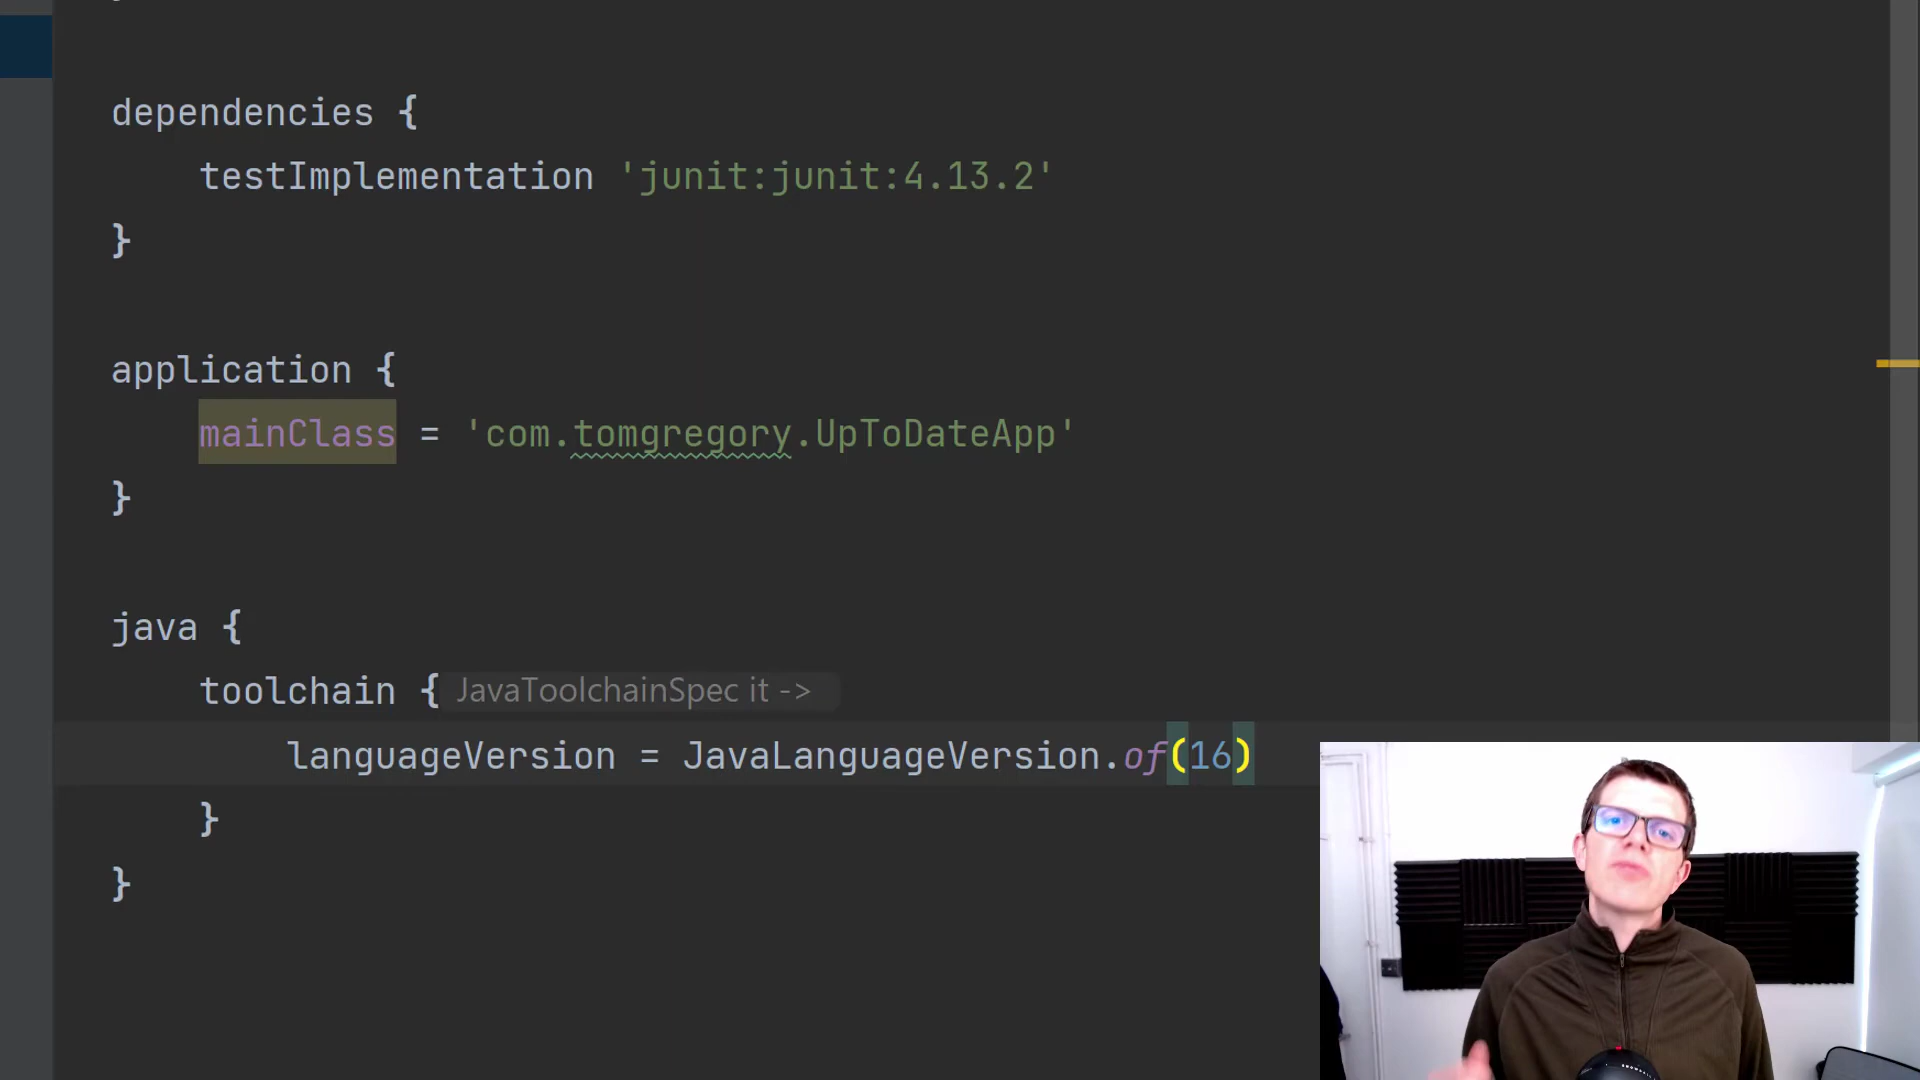 dependencies {
testImplementation 'junit:junit:4.13.2'
}
application {
mainClass = 'com.tomgregory.UpToDateApp'
}
java {
toolchain { JavaToolchainSpec it ->
languageVersion = JavaLanguageVersion.of(16)
}
}